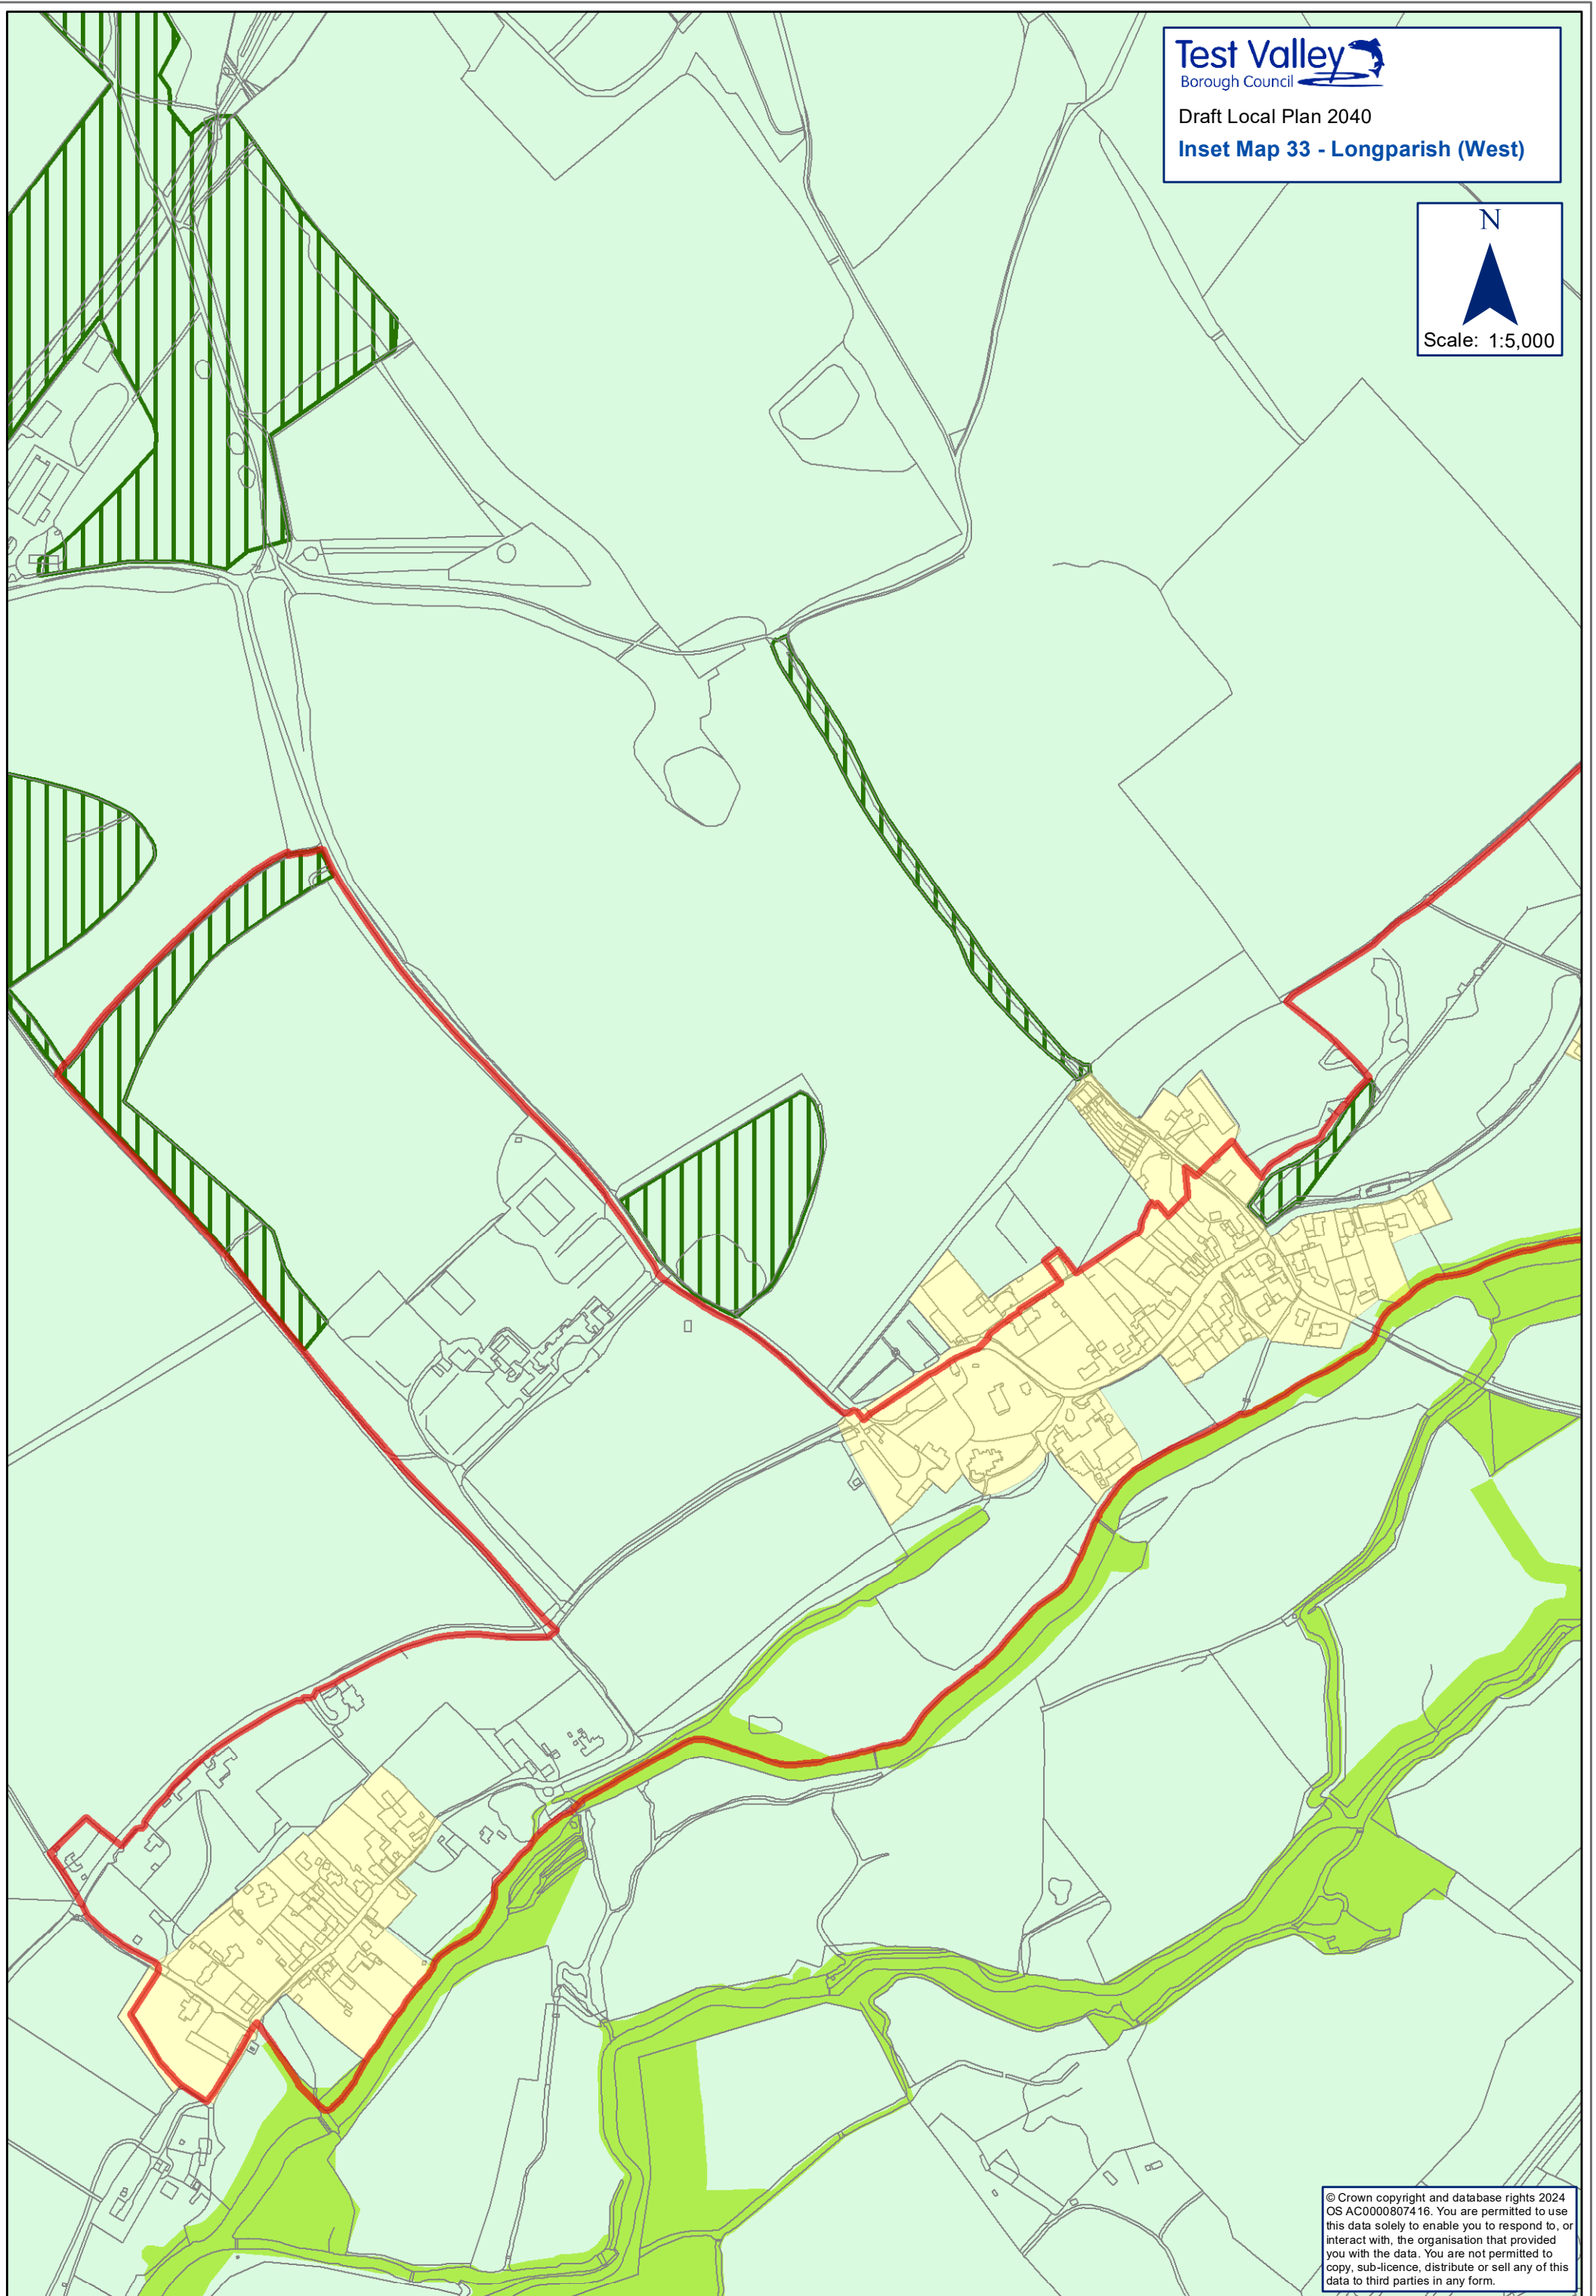 Test Valley
Borough Council
Draft Local Plan 2040
Inset Map 33 - Longparish (West)
N
Scale: 1:5,000
© Crown copyright and database rights 2024
OS AC0000807416. You are permitted to use
this data solely to enable you to respond to, or
interact with, the organisation that provided
you with the data. You are not permitted to
copy, sub-licence, distribute or sell any of this
data to third parties in any form.